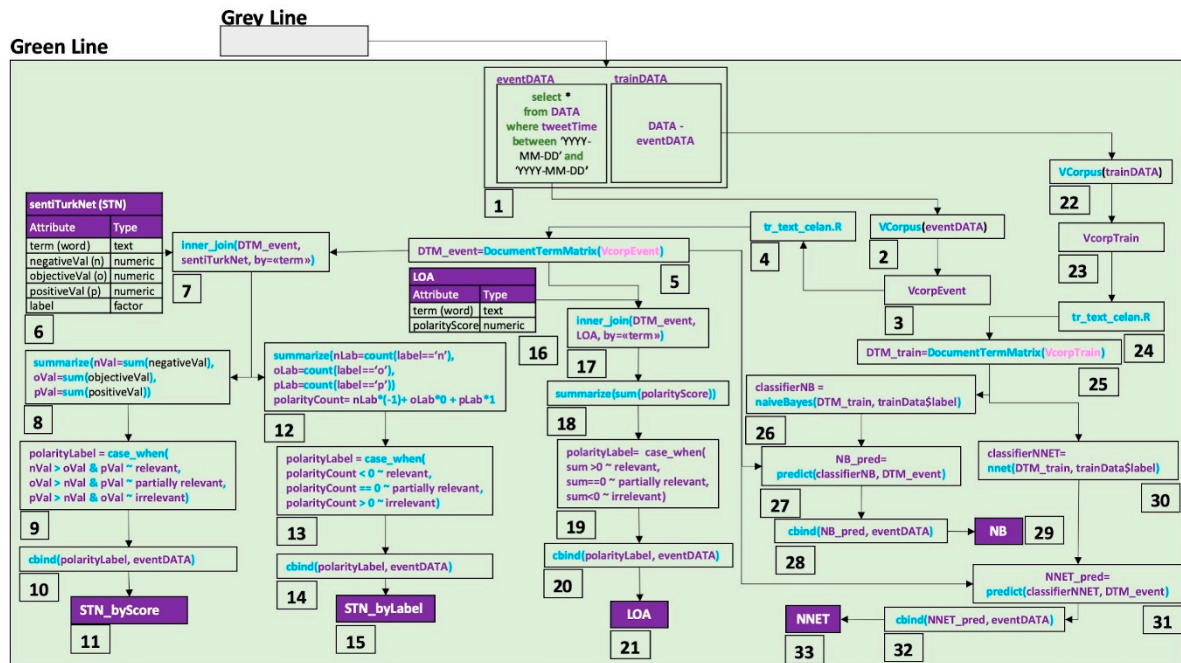 Grey Line
Green Line
eventDATA
trainDATA
select *
from DATA
where tweetTime
between ‘YYYY-
MM-DD’ and
‘YYYY-MM-DD’
DATA -
eventDATA
1
VCorpus(trainDATA)
22
VcorpTrain
23
tr_text_celan.R
24
VCorpus(eventDATA)
2
VcorpEvent
3
tr_text_celan.R
4
DTM_event=DocumentTermMatrix(VcorpEvent)
5
sentiTurkNet (STN)
Attribute Type
term (word) text
negativeVal (n) numeric
objectiveVal (o) numeric
positiveVal (p) numeric
label factor
6
inner_join(DTM_event,
sentiTurkNet, by=«term»)
7
summarize(nVal=sum(negativeVal),
oVal=sum(objectiveVal),
pVal=sum(positiveVal))
8
polarityLabel = case_when(
nVal > oVal & pVal ~ relevant,
oVal > nVal & pVal ~ partially relevant,
pVal > nVal & oVal ~ irrelevant)
9
cbind(polarityLabel, eventDATA)
10
STN_byScore
11
summarize(nLab=count(label==‘n’),
oLab=count(label==‘o’),
pLab=count(label==‘p’))
polarityCount= nLab*(-1)+ oLab*0 + pLab*1
12
polarityLabel = case_when(
polarityCount < 0 ~ relevant,
polarityCount == 0 ~ partially relevant,
polarityCount > 0 ~ irrelevant)
13
cbind(polarityLabel, eventDATA)
14
STN_byLabel
15
LOA
Attribute Type
term (word) text
polarityScore numeric
16
inner_join(DTM_event,
LOA, by=«term»)
17
summarize(sum(polarityScore))
18
polarityLabel= case_when(
sum >0 ~ relevant,
sum==0 ~ partially relevant,
sum<0 ~ irrelevant)
19
cbind(polarityLabel, eventDATA)
20
LOA
21
DTM_train=DocumentTermMatrix(VcorpTrain)
25
classifierNB =
naiveBayes(DTM_train, trainData$label)
26
NB_pred=
predict(classifierNB, DTM_event)
27
cbind(NB_pred, eventDATA)
28
NB
29
classifierNNET=
nnet(DTM_train, trainData$label)
30
NNET_pred=
predict(classifierNNET, DTM_event)
31
cbind(NNET_pred, eventDATA)
32
NNET
33